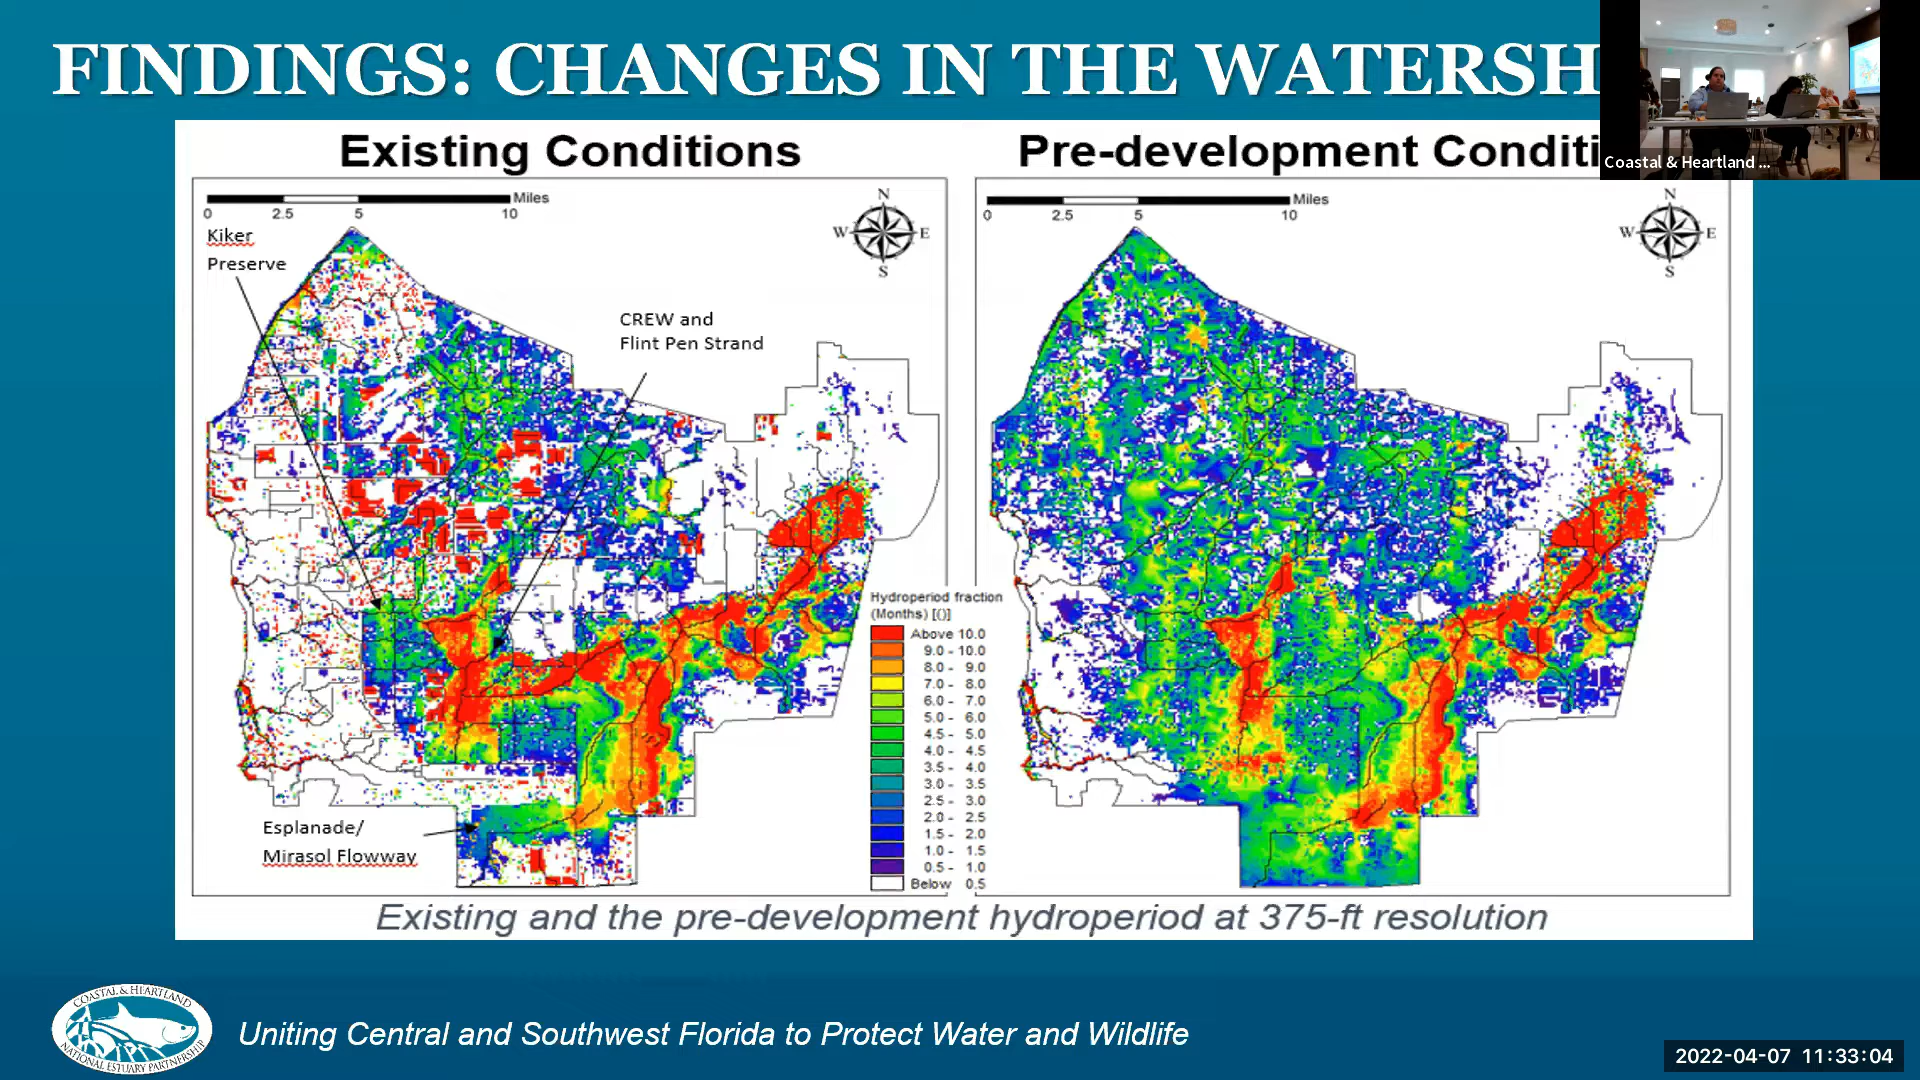 FINDINGS: CHANGES IN THE WATERSH
Coastal & Heartland ...
Existing Conditions
Pre-development Conditi
Miles
0 2.5 5 10
Kiker
Preserve
CREW and
Flint Pen Strand
Esplanade/
Mirasol Flowway
N
W E
S
Miles
0 2.5 5 10
N
W E
S
Hydroperiod fraction
(Months) [()]
Above 10.0
9.0 - 10.0
8.0 - 9.0
7.0 - 8.0
6.0 - 7.0
5.0 - 6.0
4.5 - 5.0
4.0 - 4.5
3.5 - 4.0
3.0 - 3.5
2.5 - 3.0
2.0 - 2.5
1.5 - 2.0
1.0 - 1.5
0.5 - 1.0
Below 0.5
Existing and the pre-development hydroperiod at 375-ft resolution
COASTAL & HEARTLAND
NATIONAL ESTUARY PARTNERSHIP
Uniting Central and Southwest Florida to Protect Water and Wildlife
2022-04-07 11:33:04